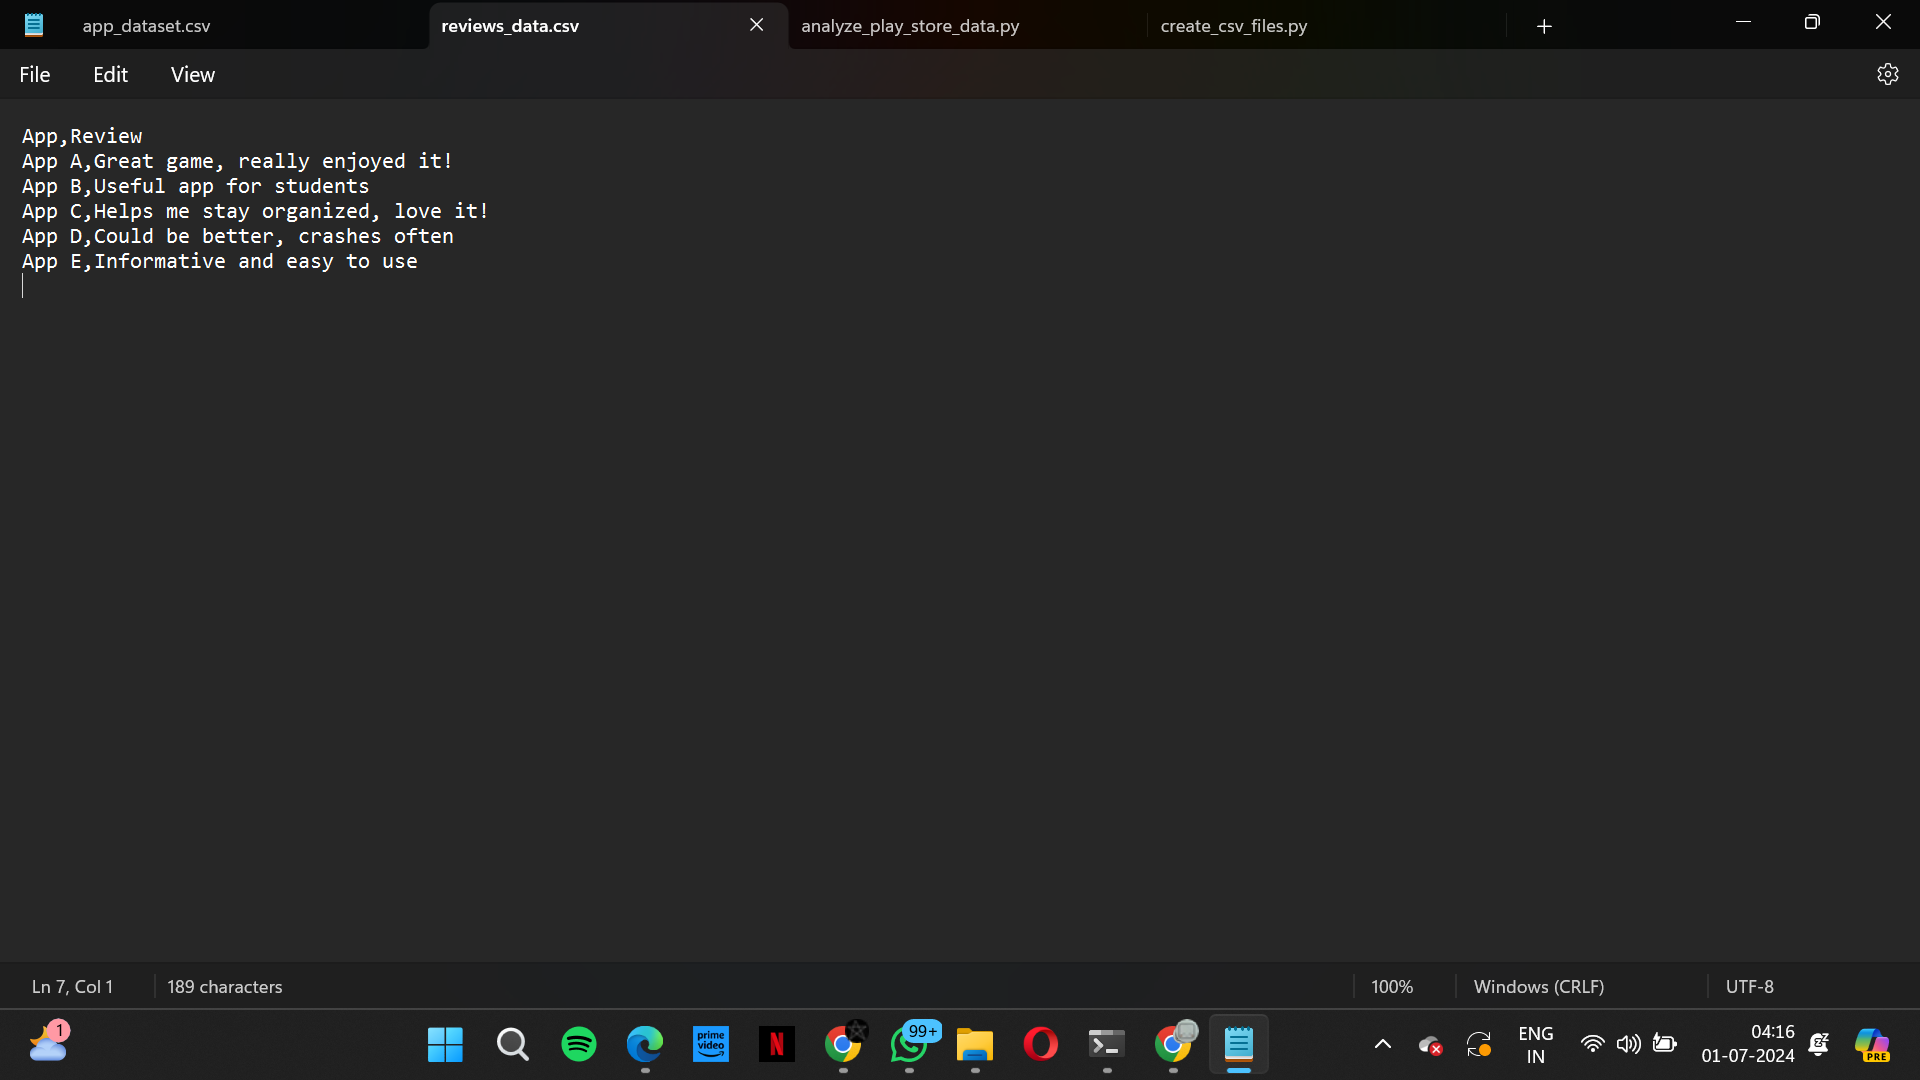 app_dataset.csv
reviews_data.csv
analyze_play_store_data.py
create_csv_files.py
File Edit View
App,Review
App A,Great game, really enjoyed it!
App B,Useful app for students
App C,Helps me stay organized, love it!
App D,Could be better, crashes often
App E,Informative and easy to use
Ln 7, Col 1 189 characters 100% Windows (CRLF) UTF-8
1
prime video
N
99+
ENG
IN
04:16
01-07-2024
PRE